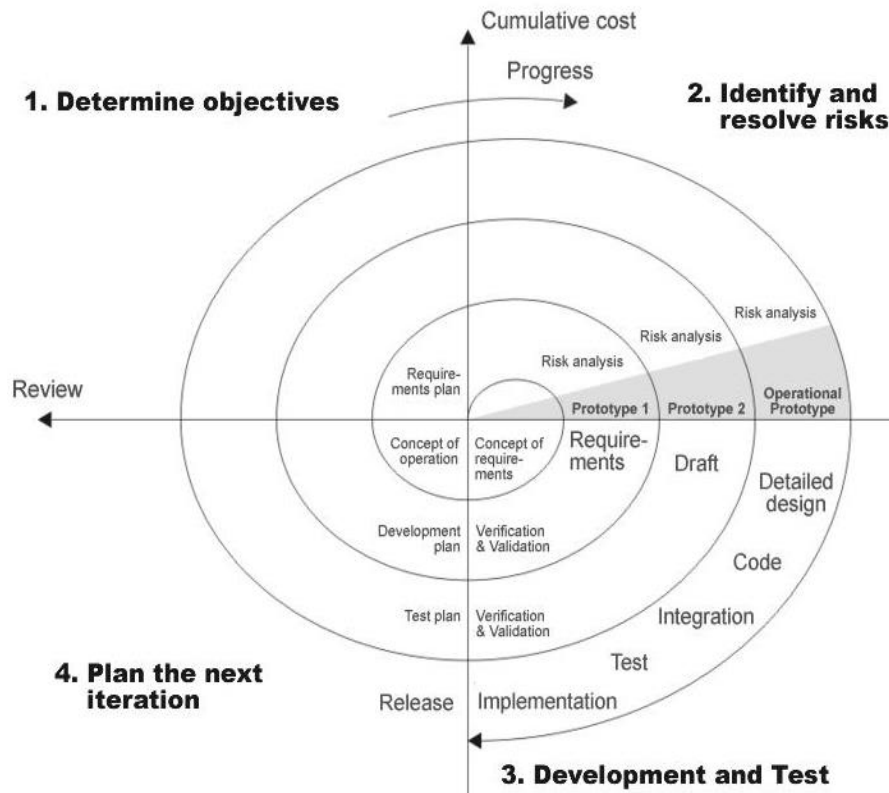 Cumulative cost
Progress
1. Determine objectives
2. Identify and
resolve risks
Risk analysis
Risk analysis
Risk analysis
Require-
ments plan
Review
Operational
Prototype
Prototype 1
Prototype 2
Concept of
operation
Concept of
require-
ments
Require-
ments
Draft
Detailed
design
Development
plan
Verification
& Validation
Code
Test plan
Verification
& Validation
Integration
Test
4. Plan the next
iteration
Release
Implementation
3. Development and Test